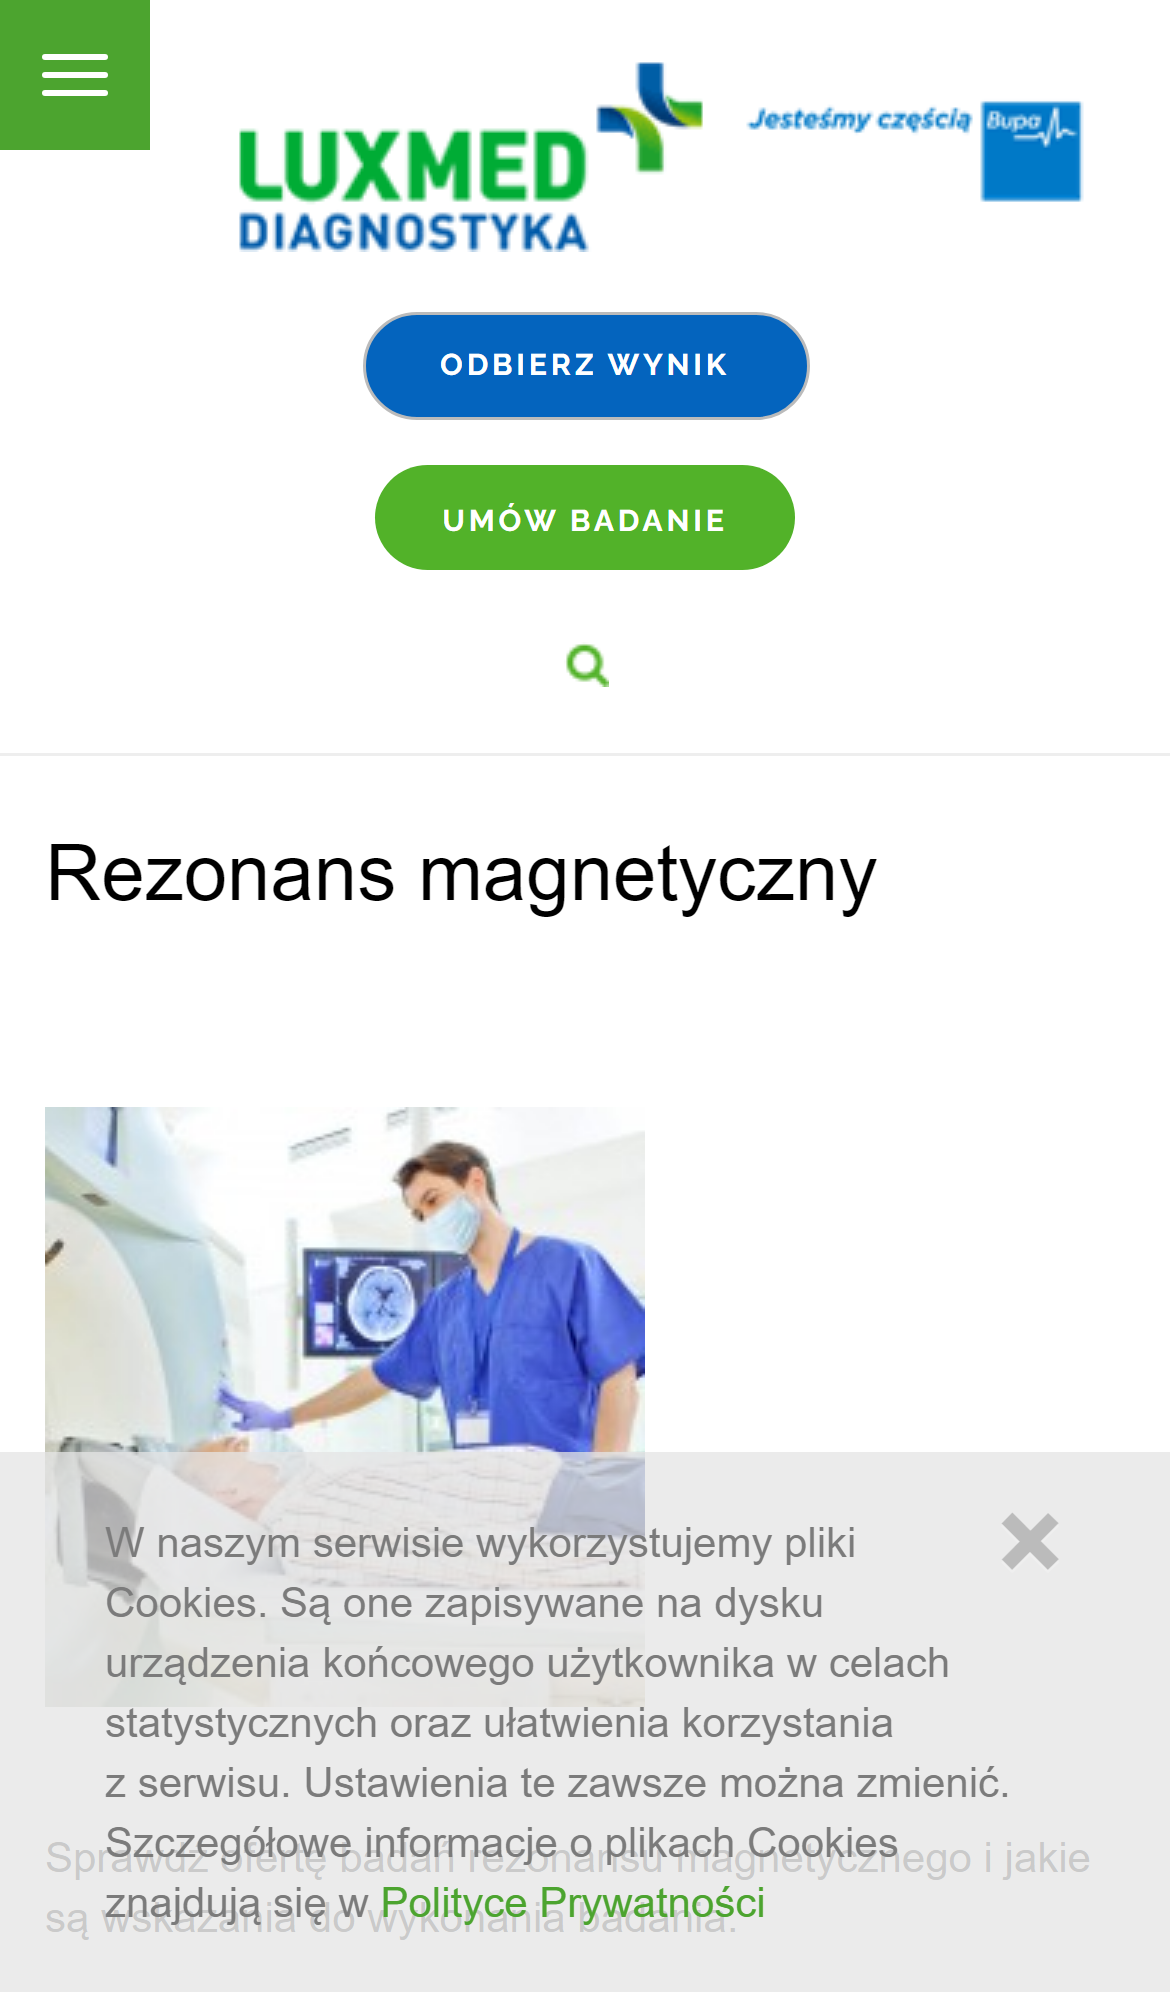 LUXMED
DIAGNOSTYKA
Jesteśmy częścią
Bupa
ODBIERZ WYNIK
UMÓW BADANIE
Rezonans magnetyczny
W naszym serwisie wykorzystujemy pliki
Cookies. Są one zapisywane na dysku
urządzenia końcowego użytkownika w celach
statystycznych oraz ułatwienia korzystania
z serwisu. Ustawienia te zawsze można zmienić.
Szczegółowe informacje o plikach Cookies
znajdują się w Polityce Prywatności
Sprawdź ofertę badań rezonansu magnetycznego i jakie
są wskazania do wykonania badania.